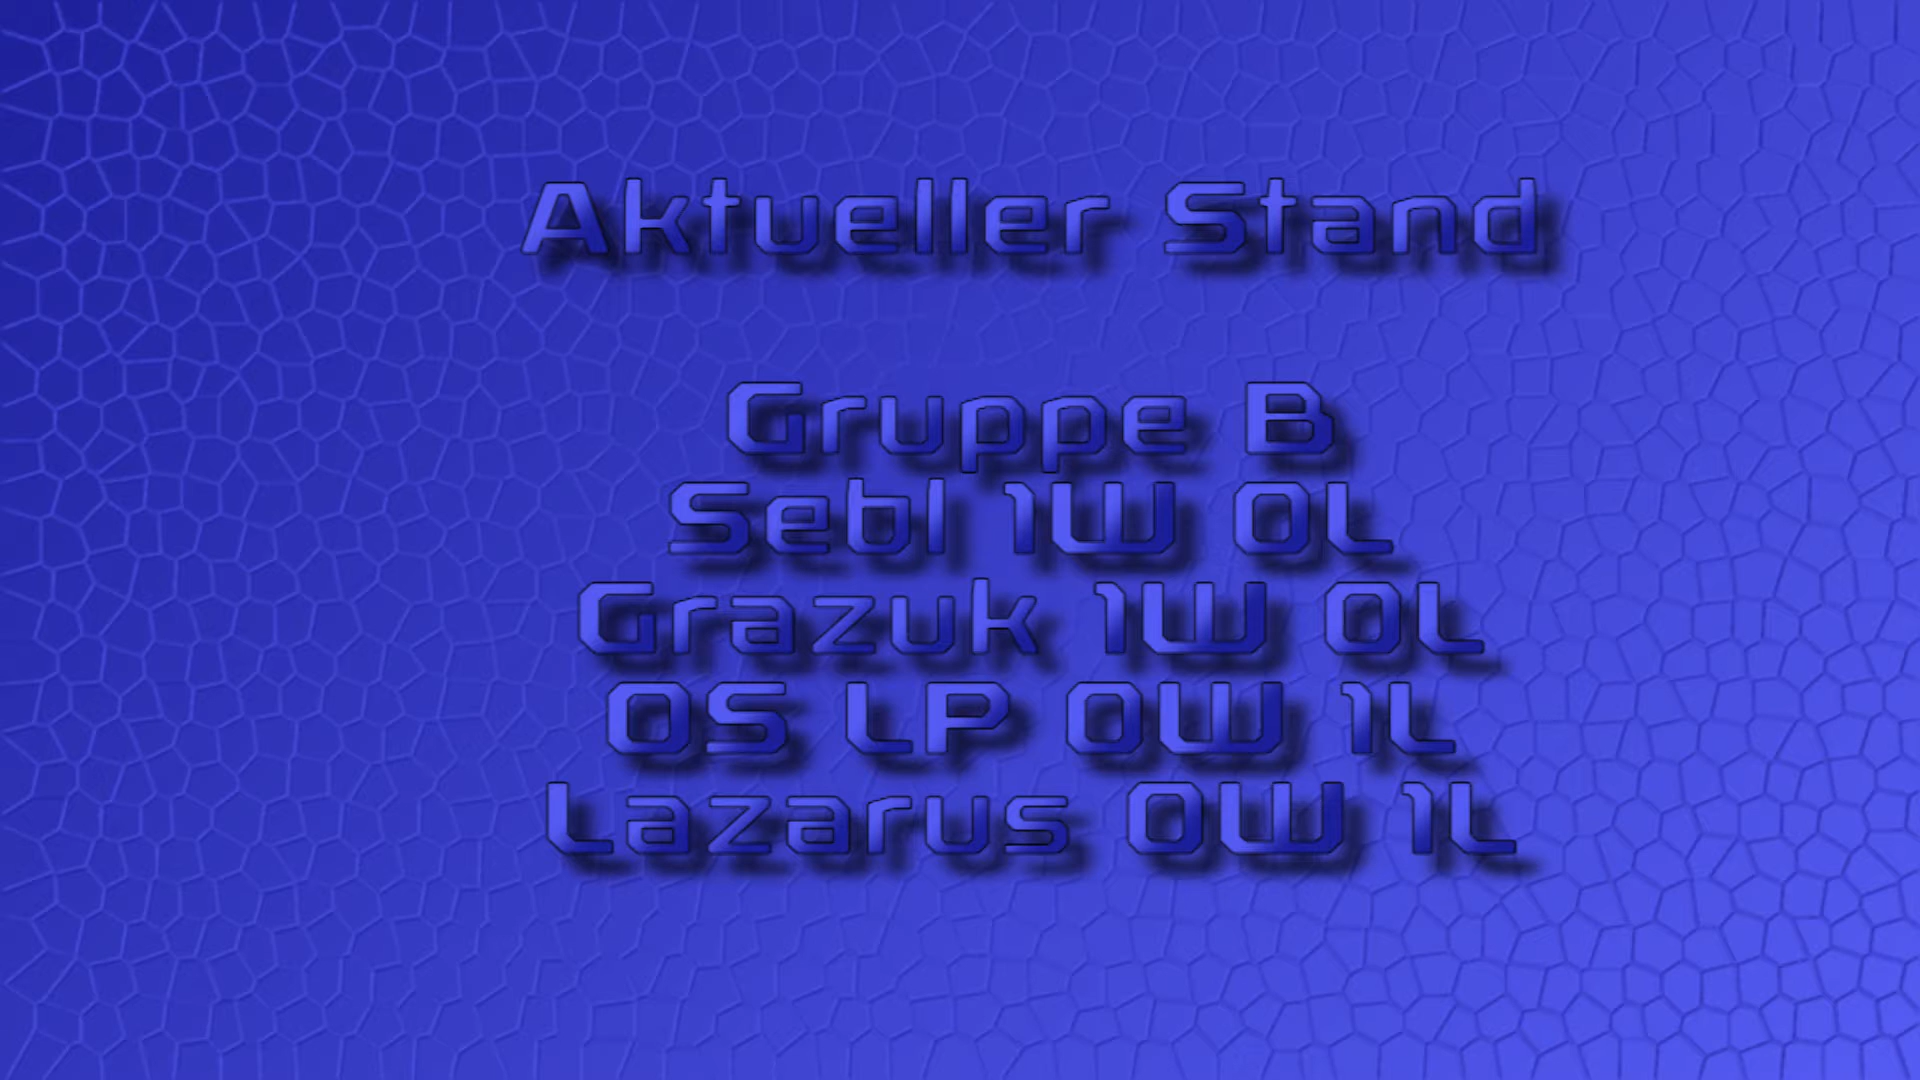 Aktueller Stand
Gruppe B
Sebl 1W 0L
Grazuk 1W 0L
OS LP 0W 1L
Lazarus 0W 1L